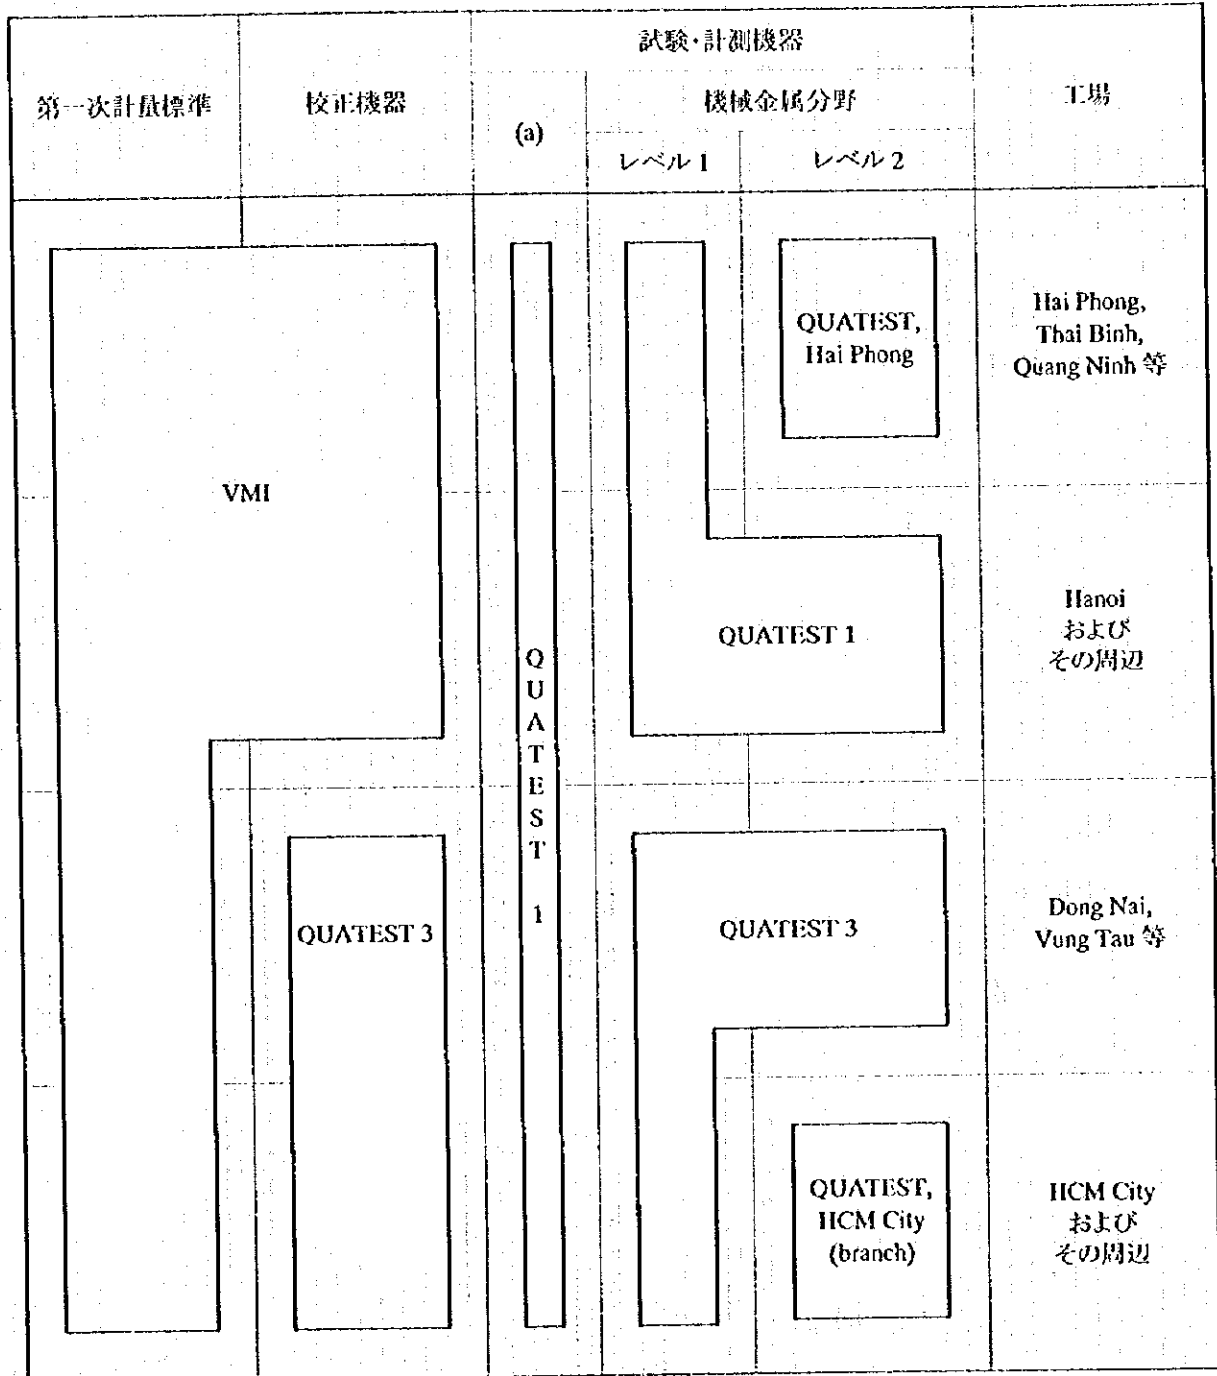 試験・計測機器
第一次計量標準
校正機器
(a)
機械金属分野
工場
レベル 1
レベル 2
QUATEST,
Hai Phong
Hai Phong,
Thai Binh,
Quang Ninh 等
VMI
QUATEST 1
QUATEST 1
Hanoi
および
その周辺
QUATEST 3
QUATEST 3
Dong Nai,
Vung Tau 等
QUATEST,
HCM City
(branch)
HCM City
および
その周辺